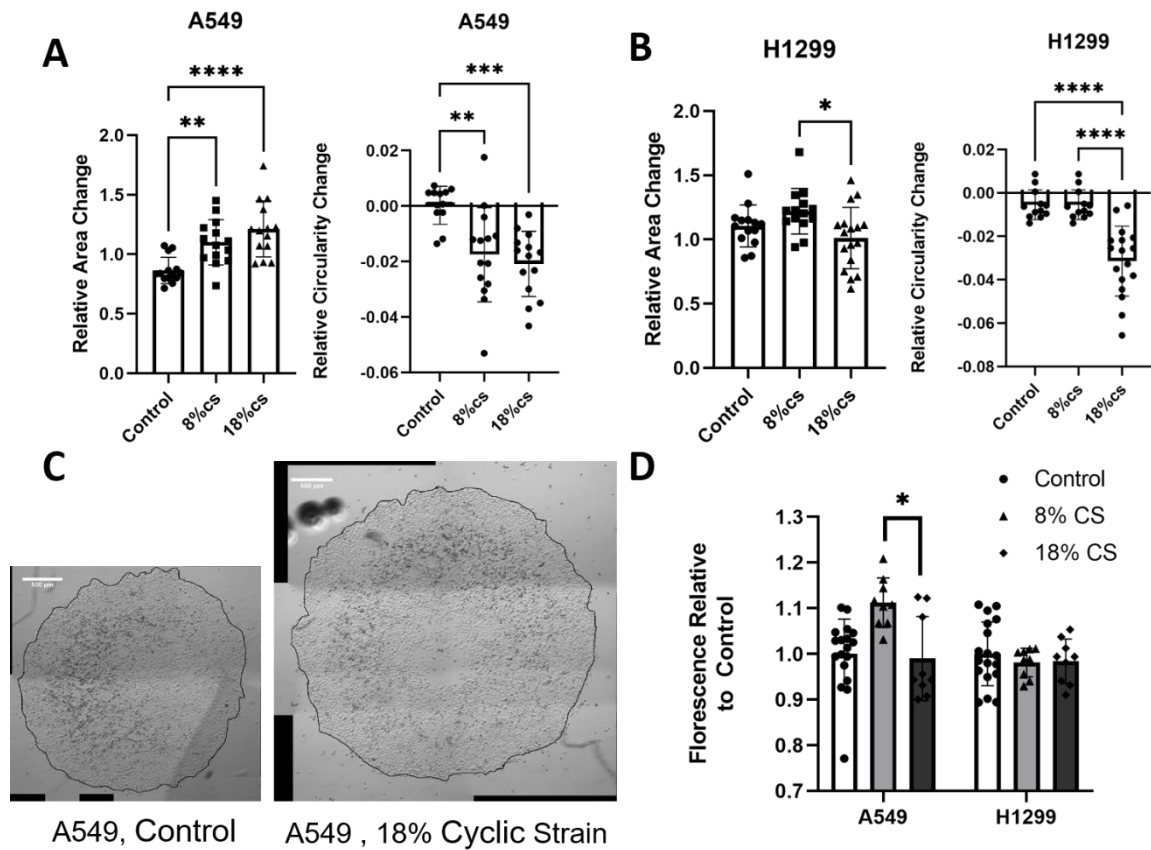 A
A549
****
**
Relative Area Change
2.0
1.5
1.0
0.5
0.0
Control
8%cs
18%cs
A549
***
**
Relative Circularity Change
0.02
0.00
-0.02
-0.04
-0.06
Control
8%cs
18%cs
B
H1299
*
Relative Area Change
2.0
1.5
1.0
0.5
0.0
Control
8%cs
18%cs
H1299
****
****
Relative Circularity Change
0.02
0.00
-0.02
-0.04
-0.06
-0.08
Control
8%cs
18%cs
C
500 µm
500 µm
A549, Control
A549 , 18% Cyclic Strain
D
Control
8% CS
18% CS
*
Florescence Relative
to Control
1.3
1.2
1.1
1.0
0.9
0.8
0.7
A549
H1299